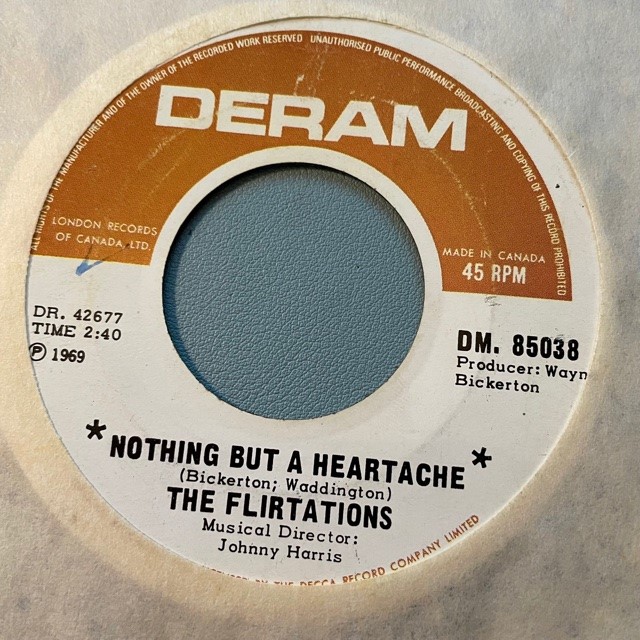 ALL RIGHTS OF THE MANUFACTURER AND OF THE OWNER OF THE RECORDED WORK RESERVED UNAUTHORISED PUBLIC PERFORMANCE BROADCASTING AND COPYING OF THIS RECORD PROHIBITED
DERAM
LONDON RECORDS
OF CANADA, LTD.
MADE IN CANADA
45 RPM
DR. 42677
TIME 2:40
Ⓟ 1969
DM. 85038
Producer: Wayn
Bickerton
* NOTHING BUT A HEARTACHE *
(Bickerton; Waddington)
THE FLIRTATIONS
Musical Director:
Johnny Harris
BY THE DECCA RECORD COMPANY LIMITED